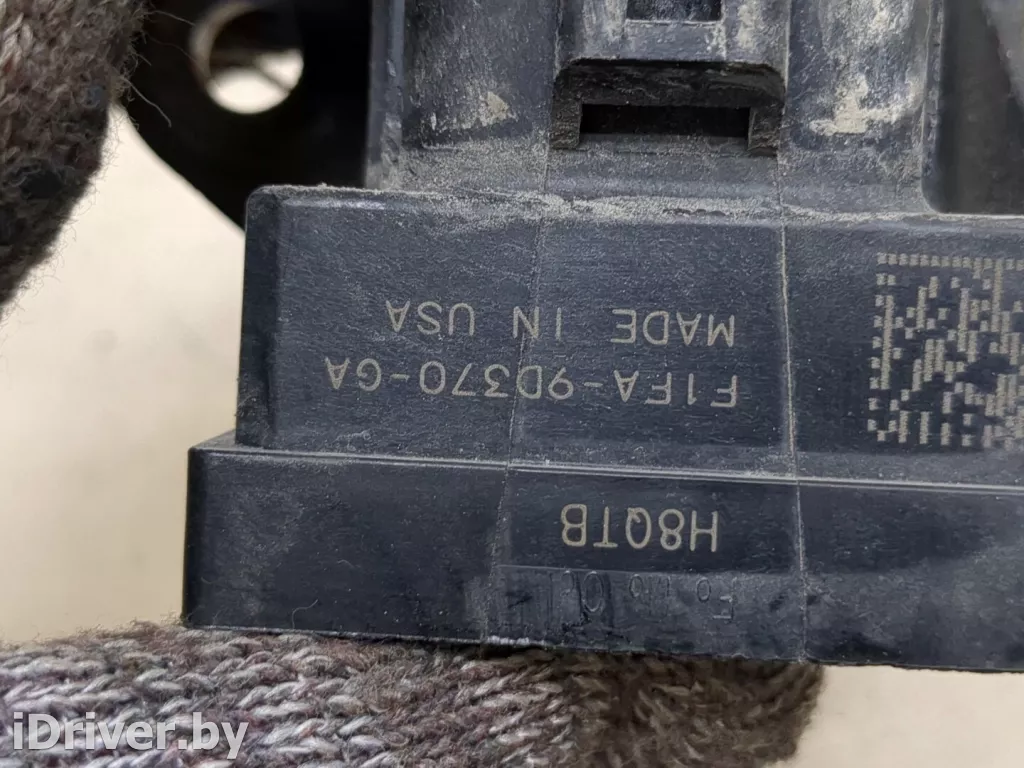 F1FA-9D370-GA
MADE IN USA
H8QTB
iDriver.by